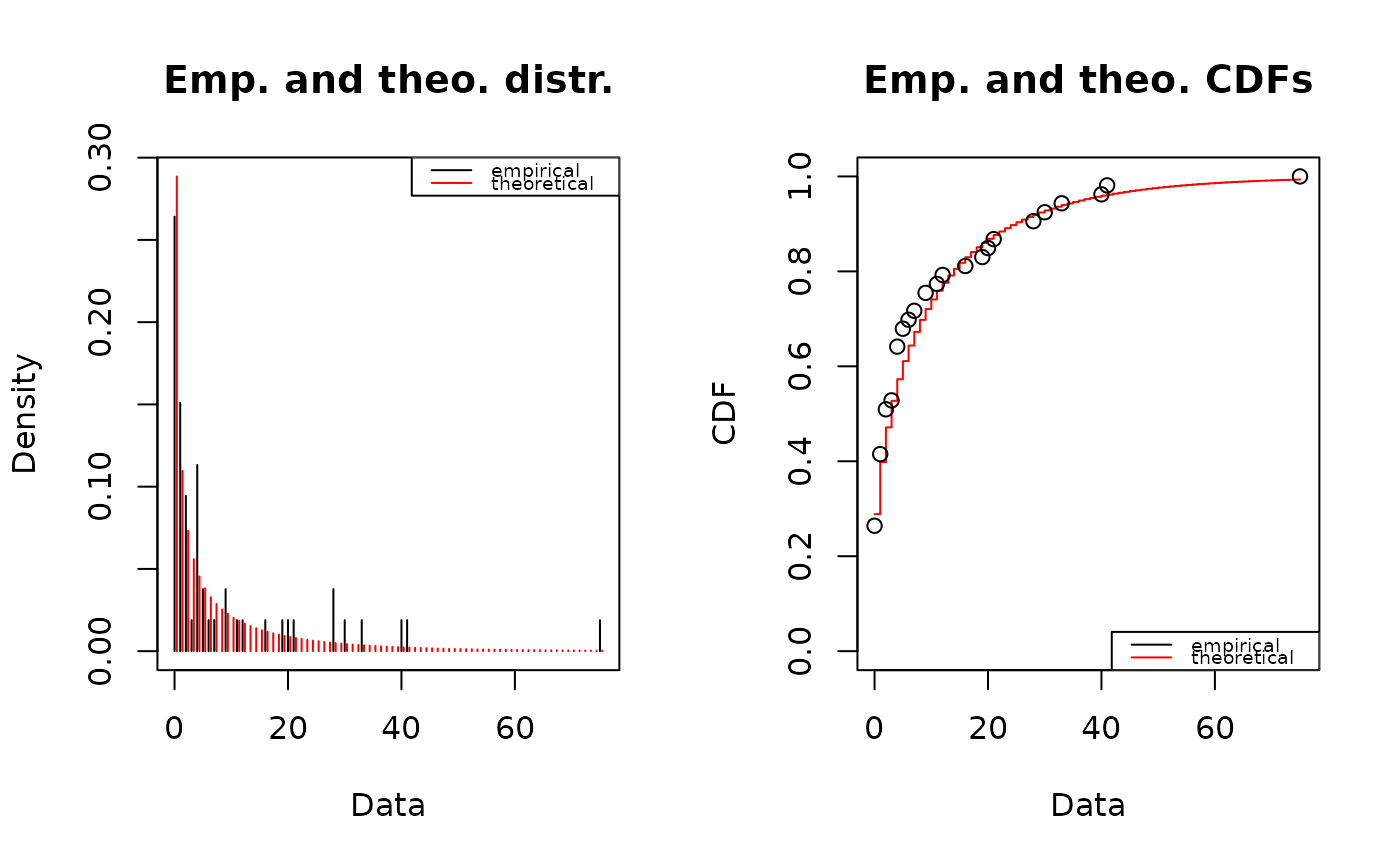 Emp. and theo. distr.
Density
0.30
0.20
0.10
0.00
empirical
theoretical
0 20 40 60
Data
Emp. and theo. CDFs
CDF
1.0
0.8
0.6
0.4
0.2
0.0
empirical
theoretical
0 20 40 60
Data